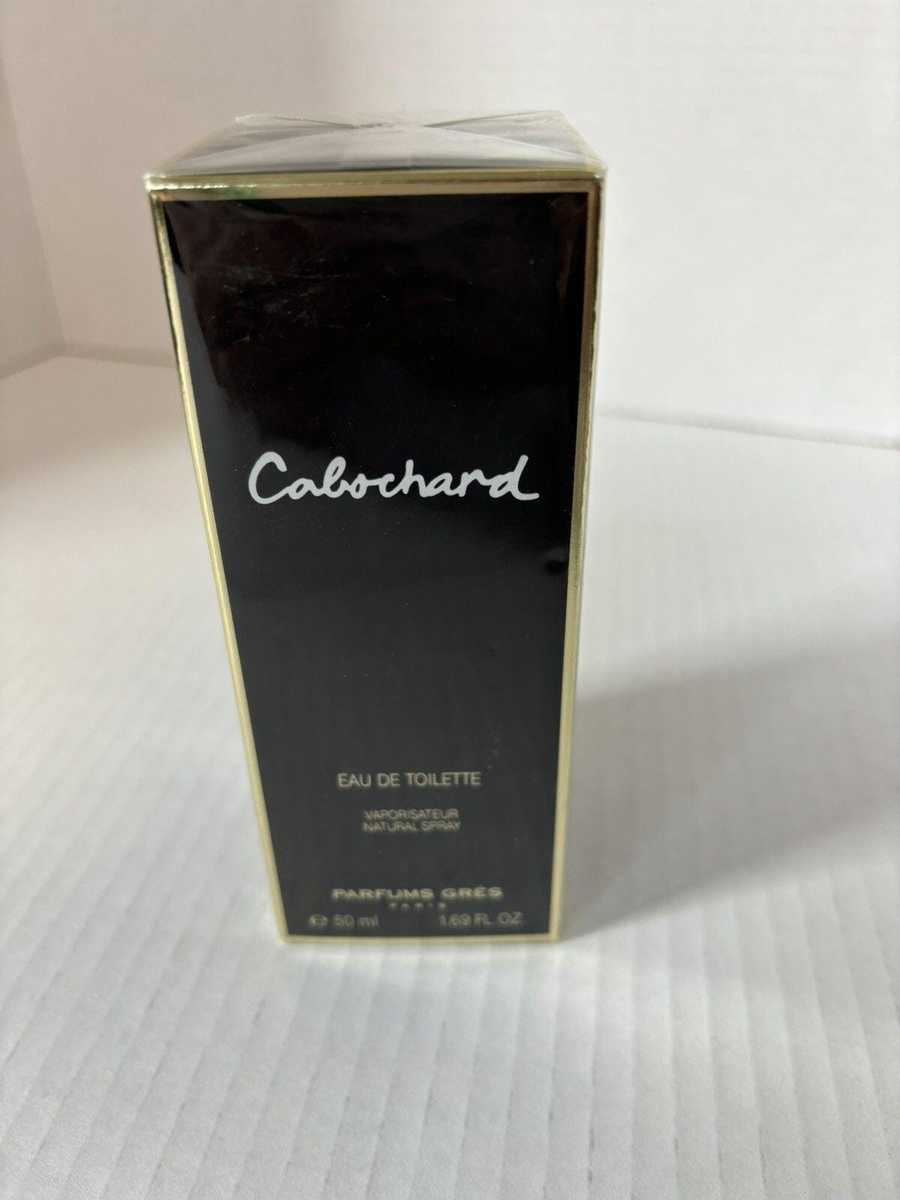 Cabochard
EAU DE TOILETTE
VAPORISATEUR
NATURAL SPRAY
PARFUMS GRÈS
PARIS
℮ 50 ml 1.69 FL. OZ